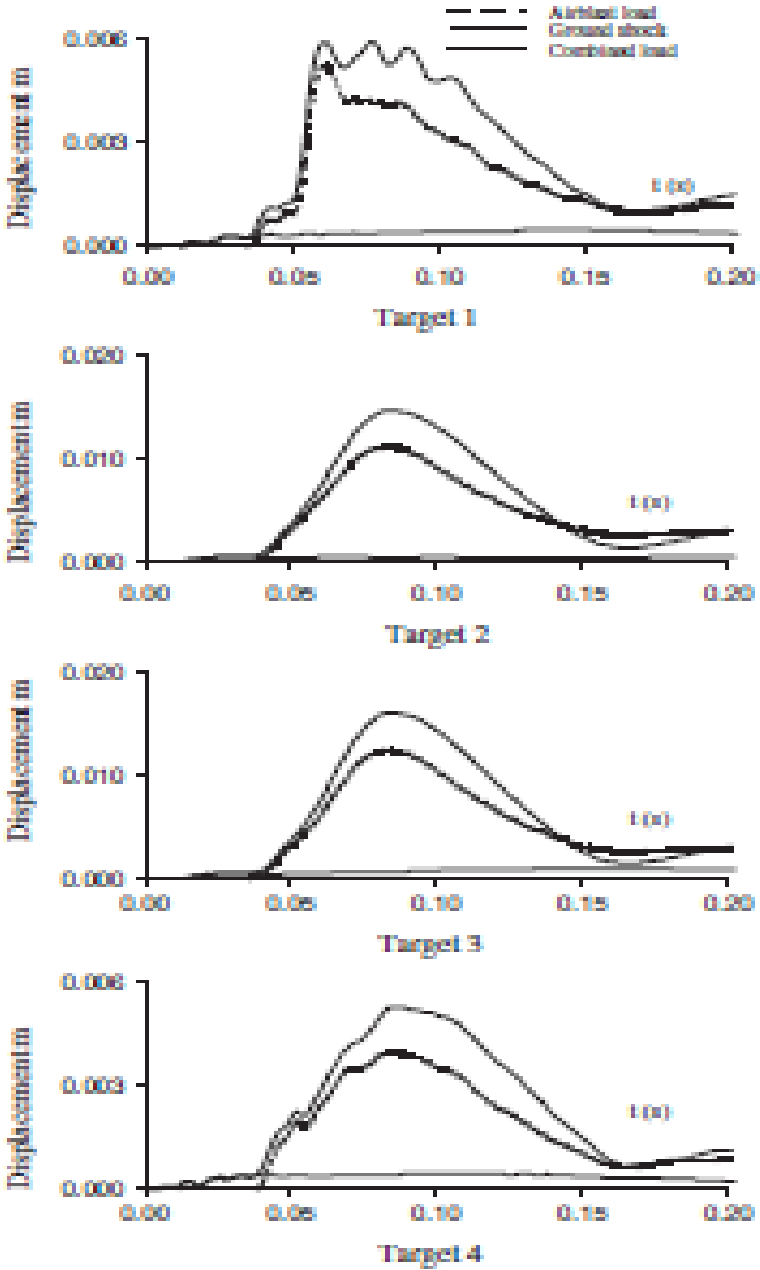 Airblast load
Ground shock
Combined load
Displacement m
0.006
0.003
0.000
t (s)
0.00 0.05 0.10 0.15 0.20
Target 1
Displacement m
0.020
0.010
0.000
t (s)
0.00 0.05 0.10 0.15 0.20
Target 2
Displacement m
0.020
0.010
0.000
t (s)
0.00 0.05 0.10 0.15 0.20
Target 3
Displacement m
0.006
0.003
0.000
t (s)
0.00 0.05 0.10 0.15 0.20
Target 4